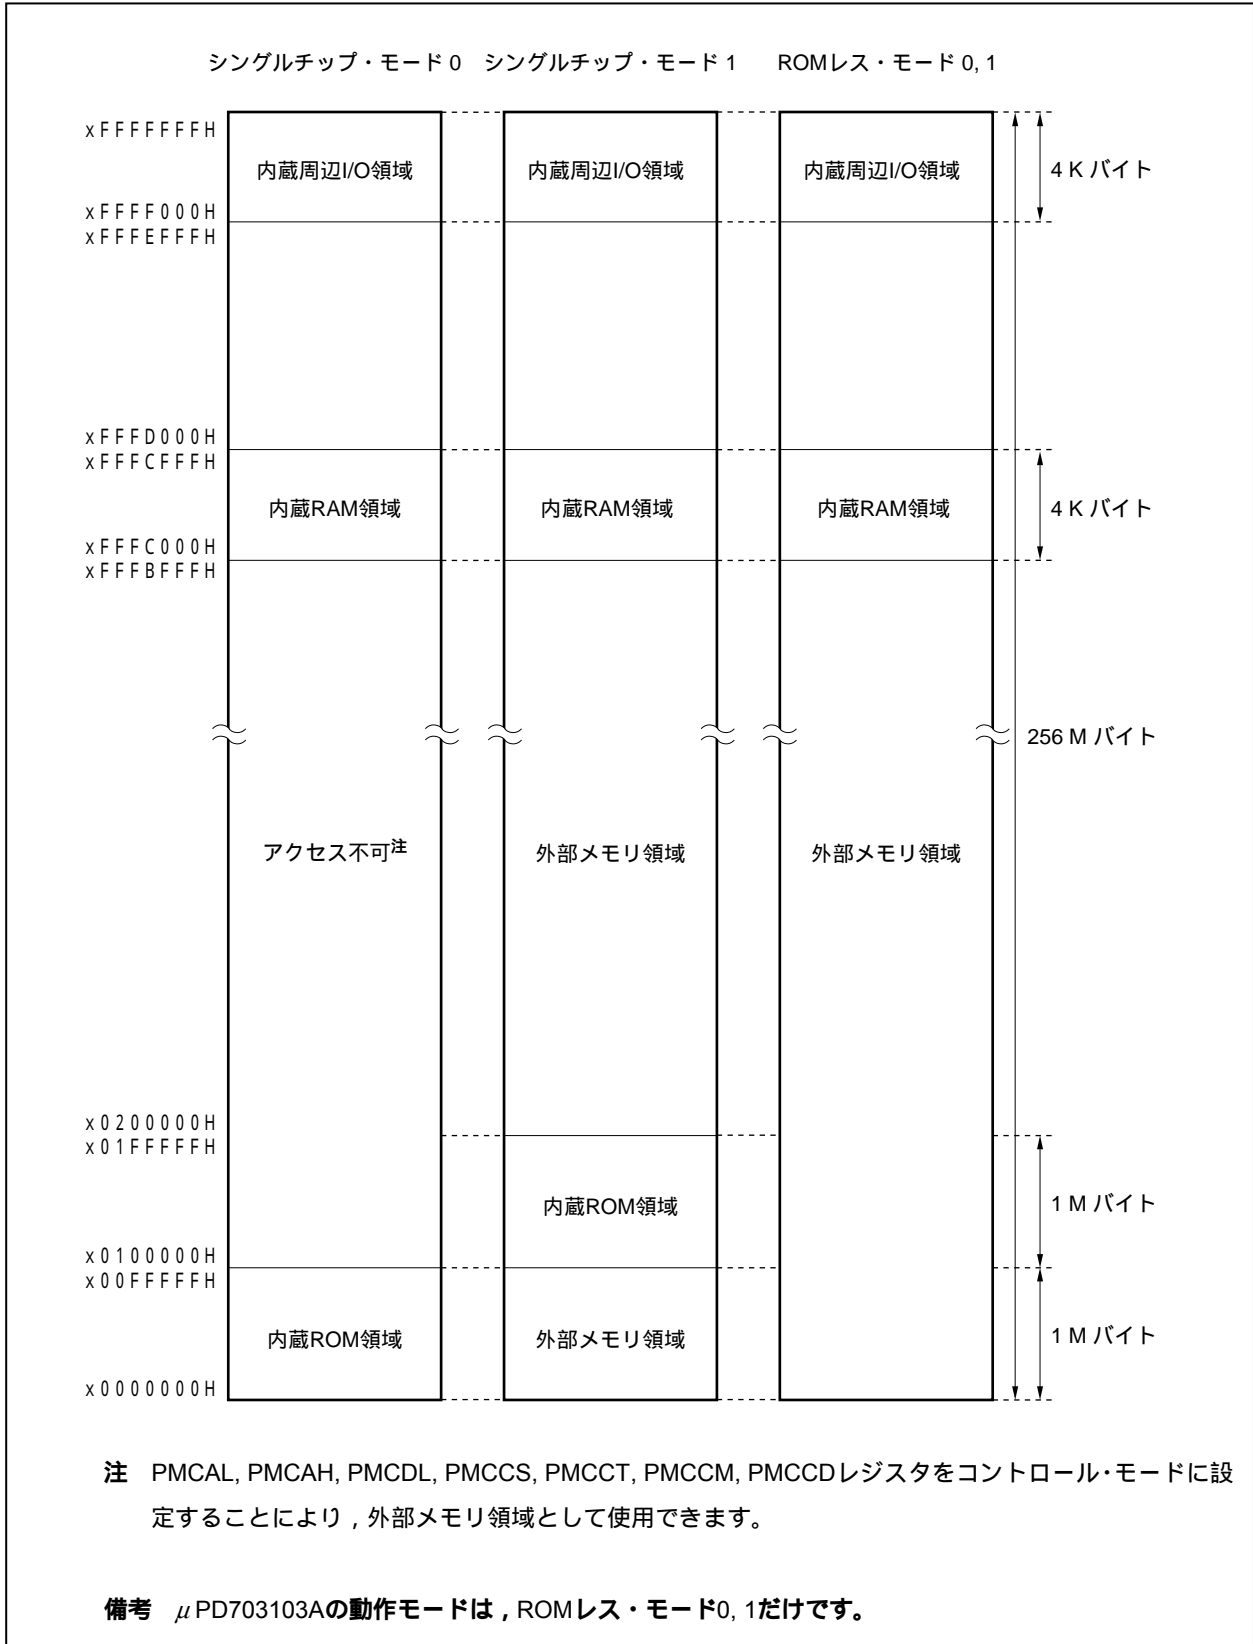 シングルチップ・モード 0 シングルチップ・モード 1 ROMレス・モード 0, 1
xFFFFFFFH
内蔵周辺I/O領域 内蔵周辺I/O領域 内蔵周辺I/O領域 4 K バイト
xFFFF000H
xFFFEFFFH
xFFFD000H
xFFFCFFFH
内蔵RAM領域 内蔵RAM領域 内蔵RAM領域 4 K バイト
xFFFC000H
xFFFBFFFH
256 M バイト
アクセス不可注 外部メモリ領域 外部メモリ領域
x0200000H
x01FFFFFH
内蔵ROM領域 1 M バイト
x0100000H
x00FFFFFH
内蔵ROM領域 外部メモリ領域 1 M バイト
x0000000H
注 PMCAL, PMCAH, PMCDL, PMCCS, PMCCT, PMCCM, PMCCDレジスタをコントロール・モードに設
定することにより，外部メモリ領域として使用できます。
備考 μPD703103Aの動作モードは，ROMレス・モード0, 1だけです。